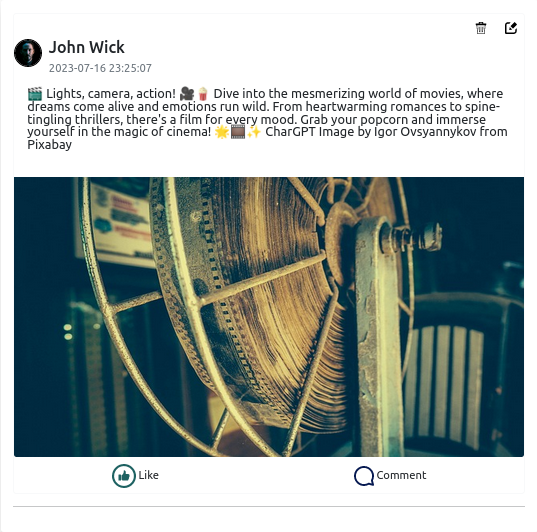 John Wick
2023-07-16 23:25:07
🎬 Lights, camera, action! 🎥🍿 Dive into the mesmerizing world of movies, where
dreams come alive and emotions run wild. From heartwarming romances to spine-
tingling thrillers, there's a film for every mood. Grab your popcorn and immerse
yourself in the magic of cinema! 🌟🎞️✨ CharGPT Image by Igor Ovsyannykov from
Pixabay
Like
Comment